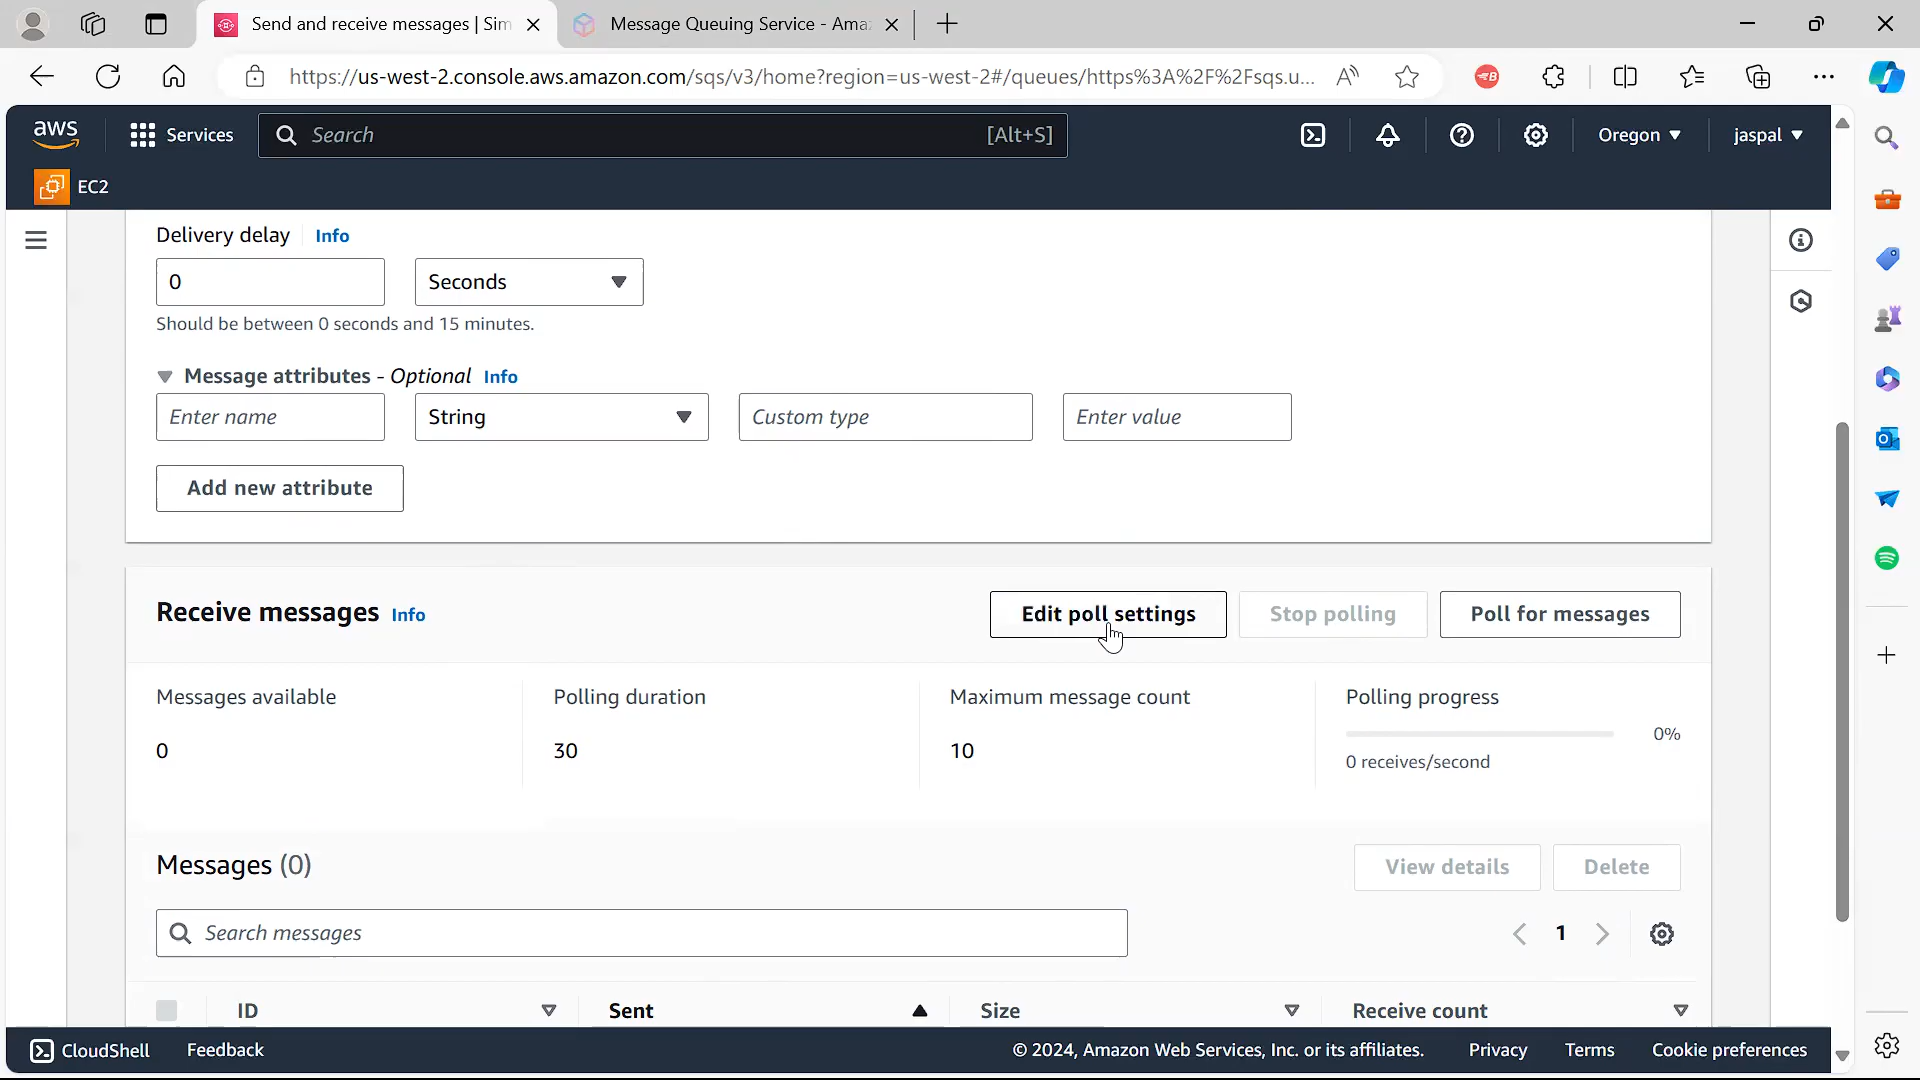 Send and receive messages | Sim
Message Queuing Service - Amaz
https://us-west-2.console.aws.amazon.com/sqs/v3/home?region=us-west-2#/queues/https%3A%2F%2Fsqs.u...
aws
Services
Search
[Alt+S]
Oregon
jaspal
EC2
Delivery delay Info
0
Seconds
Should be between 0 seconds and 15 minutes.
Message attributes - Optional Info
Enter name
String
Custom type
Enter value
Add new attribute
Receive messages Info
Edit poll settings
Stop polling
Poll for messages
Messages available
Polling duration
Maximum message count
Polling progress
0
30
10
0%
0 receives/second
Messages (0)
View details
Delete
Search messages
1
ID
Sent
Size
Receive count
CloudShell
Feedback
© 2024, Amazon Web Services, Inc. or its affiliates.
Privacy
Terms
Cookie preferences